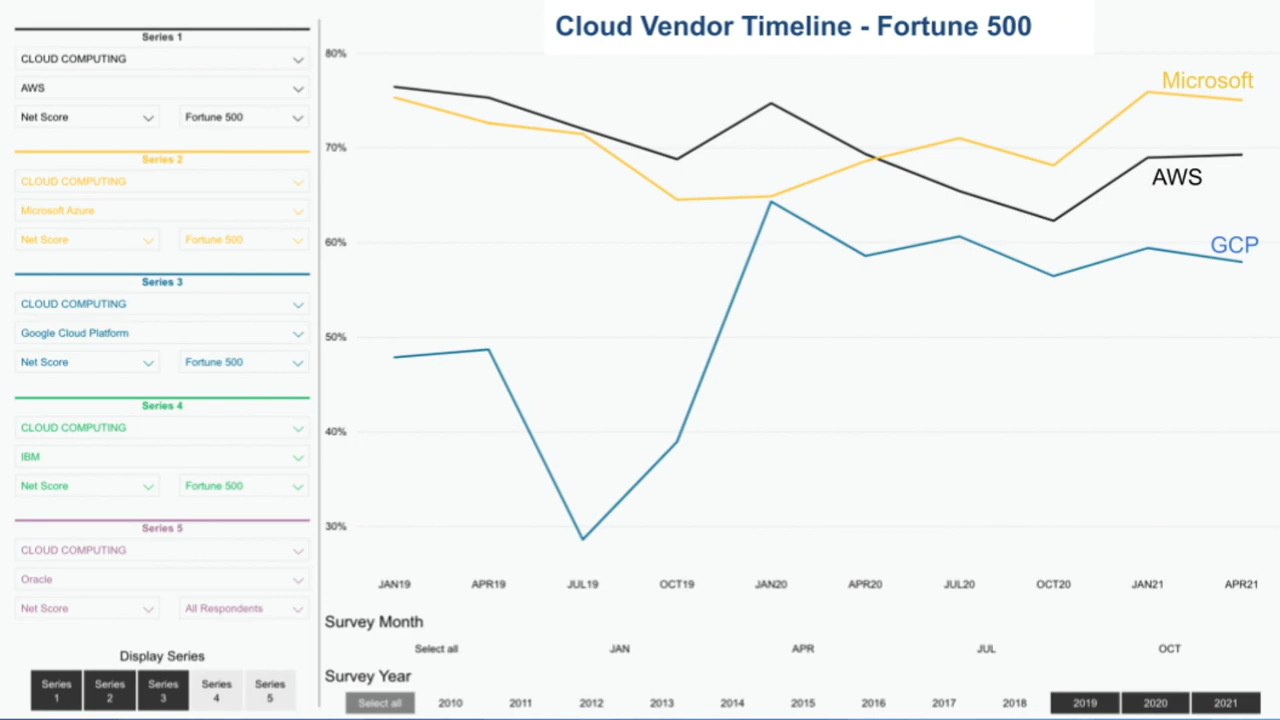 Cloud Vendor Timeline - Fortune 500
Series 1
CLOUD COMPUTING
AWS
Net Score Fortune 500
Series 2
CLOUD COMPUTING
Microsoft Azure
Net Score Fortune 500
Series 3
CLOUD COMPUTING
Google Cloud Platform
Net Score Fortune 500
Series 4
CLOUD COMPUTING
IBM
Net Score Fortune 500
Series 5
CLOUD COMPUTING
Oracle
Net Score All Respondents
Display Series
Series 1 Series 2 Series 3 Series 4 Series 5
80%
70%
60%
50%
40%
30%
Microsoft
AWS
GCP
JAN19 APR19 JUL19 OCT19 JAN20 APR20 JUL20 OCT20 JAN21 APR21
Survey Month
Select all JAN APR JUL OCT
Survey Year
Select all 2010 2011 2012 2013 2014 2015 2016 2017 2018 2019 2020 2021